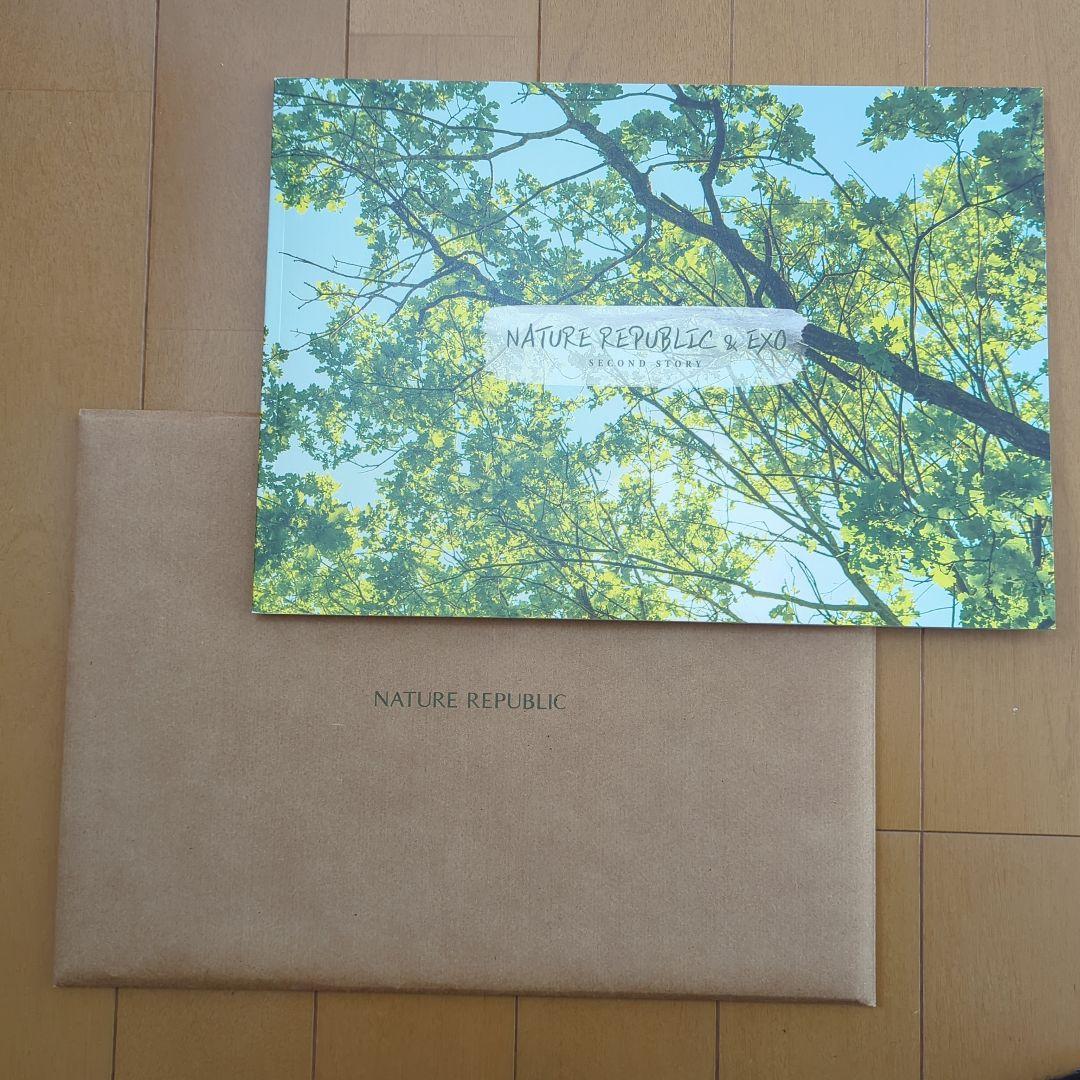 NATURE REPUBLIC & EXO
SECOND STORY
NATURE REPUBLIC